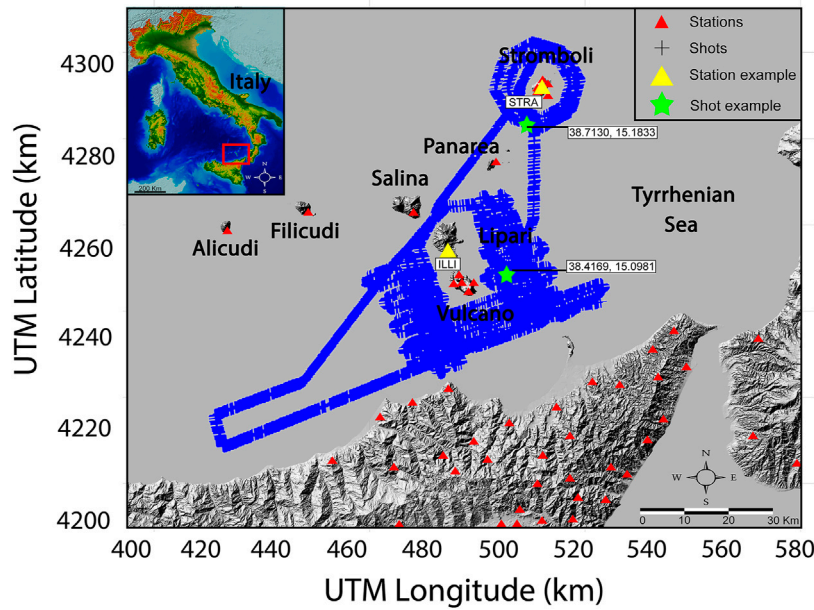 Italy
200 Km
N
W
E
S
Stations
Shots
Station example
Shot example
Stromboli
STRA
38.7130, 15.1833
Panarea
Salina
Filicudi
Alicudi
Tyrrhenian
Sea
Lipari
ILLI
38.4169, 15.0981
Vulcano
N
W
E
S
0
10
20
30 Km
UTM Latitude (km)
4300
4280
4260
4240
4220
4200
400
420
440
460
480
500
520
540
560
580
UTM Longitude (km)